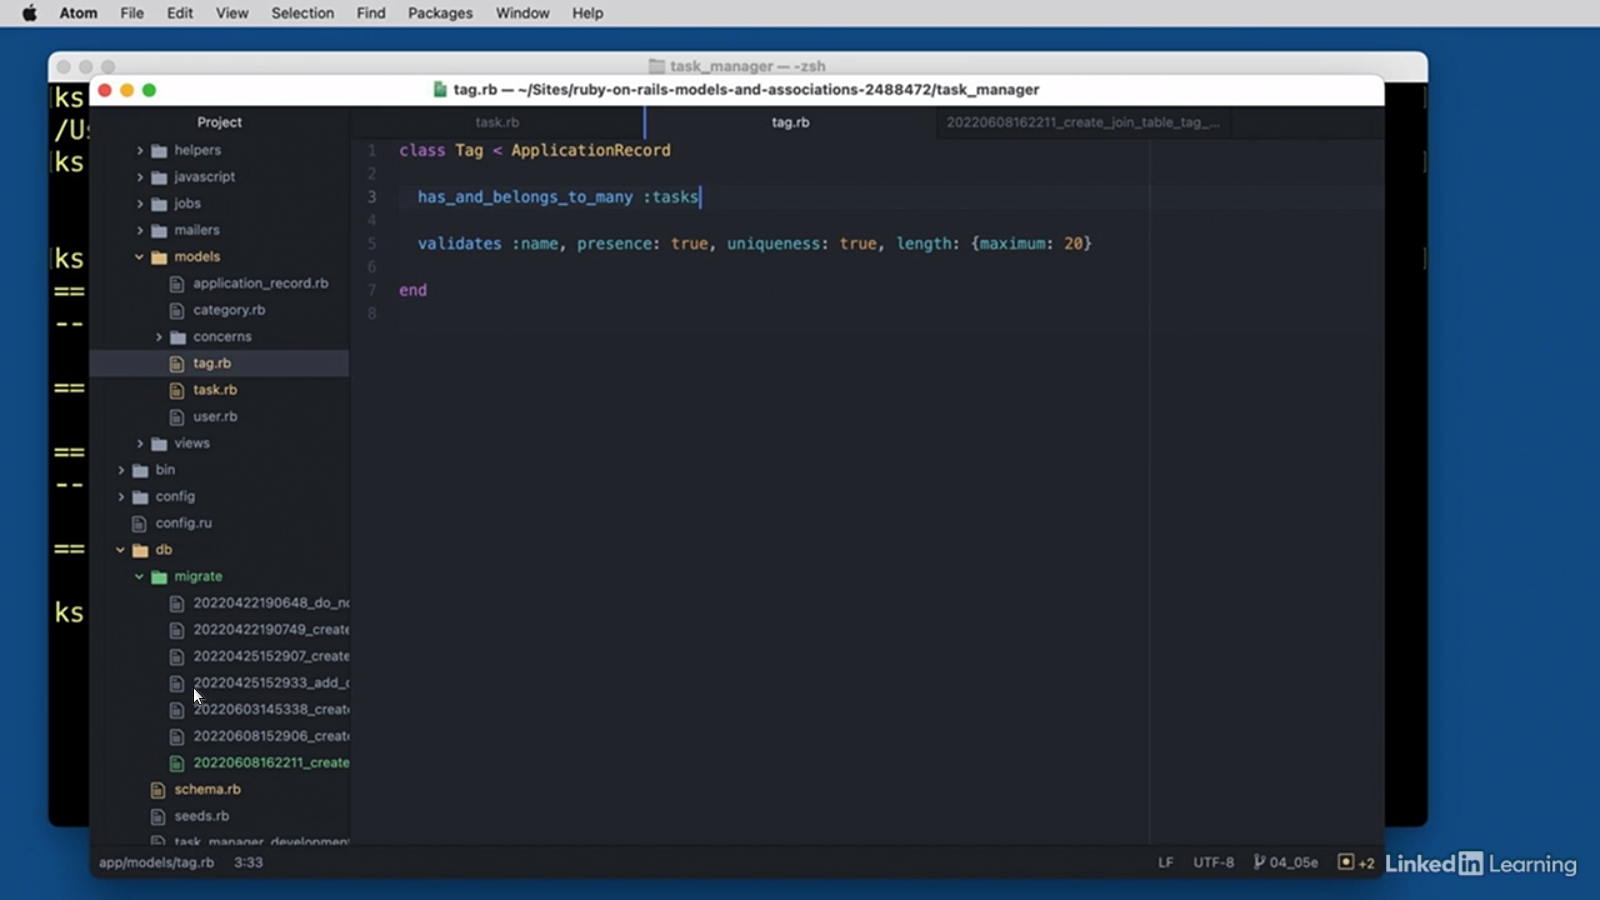 Atom File Edit View Selection Find Packages Window Help
task_manager — -zsh
tag.rb — ~/Sites/ruby-on-rails-models-and-associations-2488472/task_manager
ks
ks
ks
==
--
==
==
--
==
ks
Project
helpers
javascript
jobs
mailers
models
application_record.rb
category.rb
concerns
tag.rb
task.rb
user.rb
views
bin
config
config.ru
db
migrate
20220422190648_do_no
20220422190749_create
20220425152907_create
20220425152933_add_c
20220603145338_create
20220608152906_create
20220608162211_create
schema.rb
seeds.rb
task_manager_development
task.rb tag.rb 20220608162211_create_join_table_tag_...
1 class Tag < ApplicationRecord
2
3 has_and_belongs_to_many :tasks
4
5 validates :name, presence: true, uniqueness: true, length: {maximum: 20}
6
7 end
8
app/models/tag.rb 3:33 LF UTF-8 04_05e +2
Linked in Learning